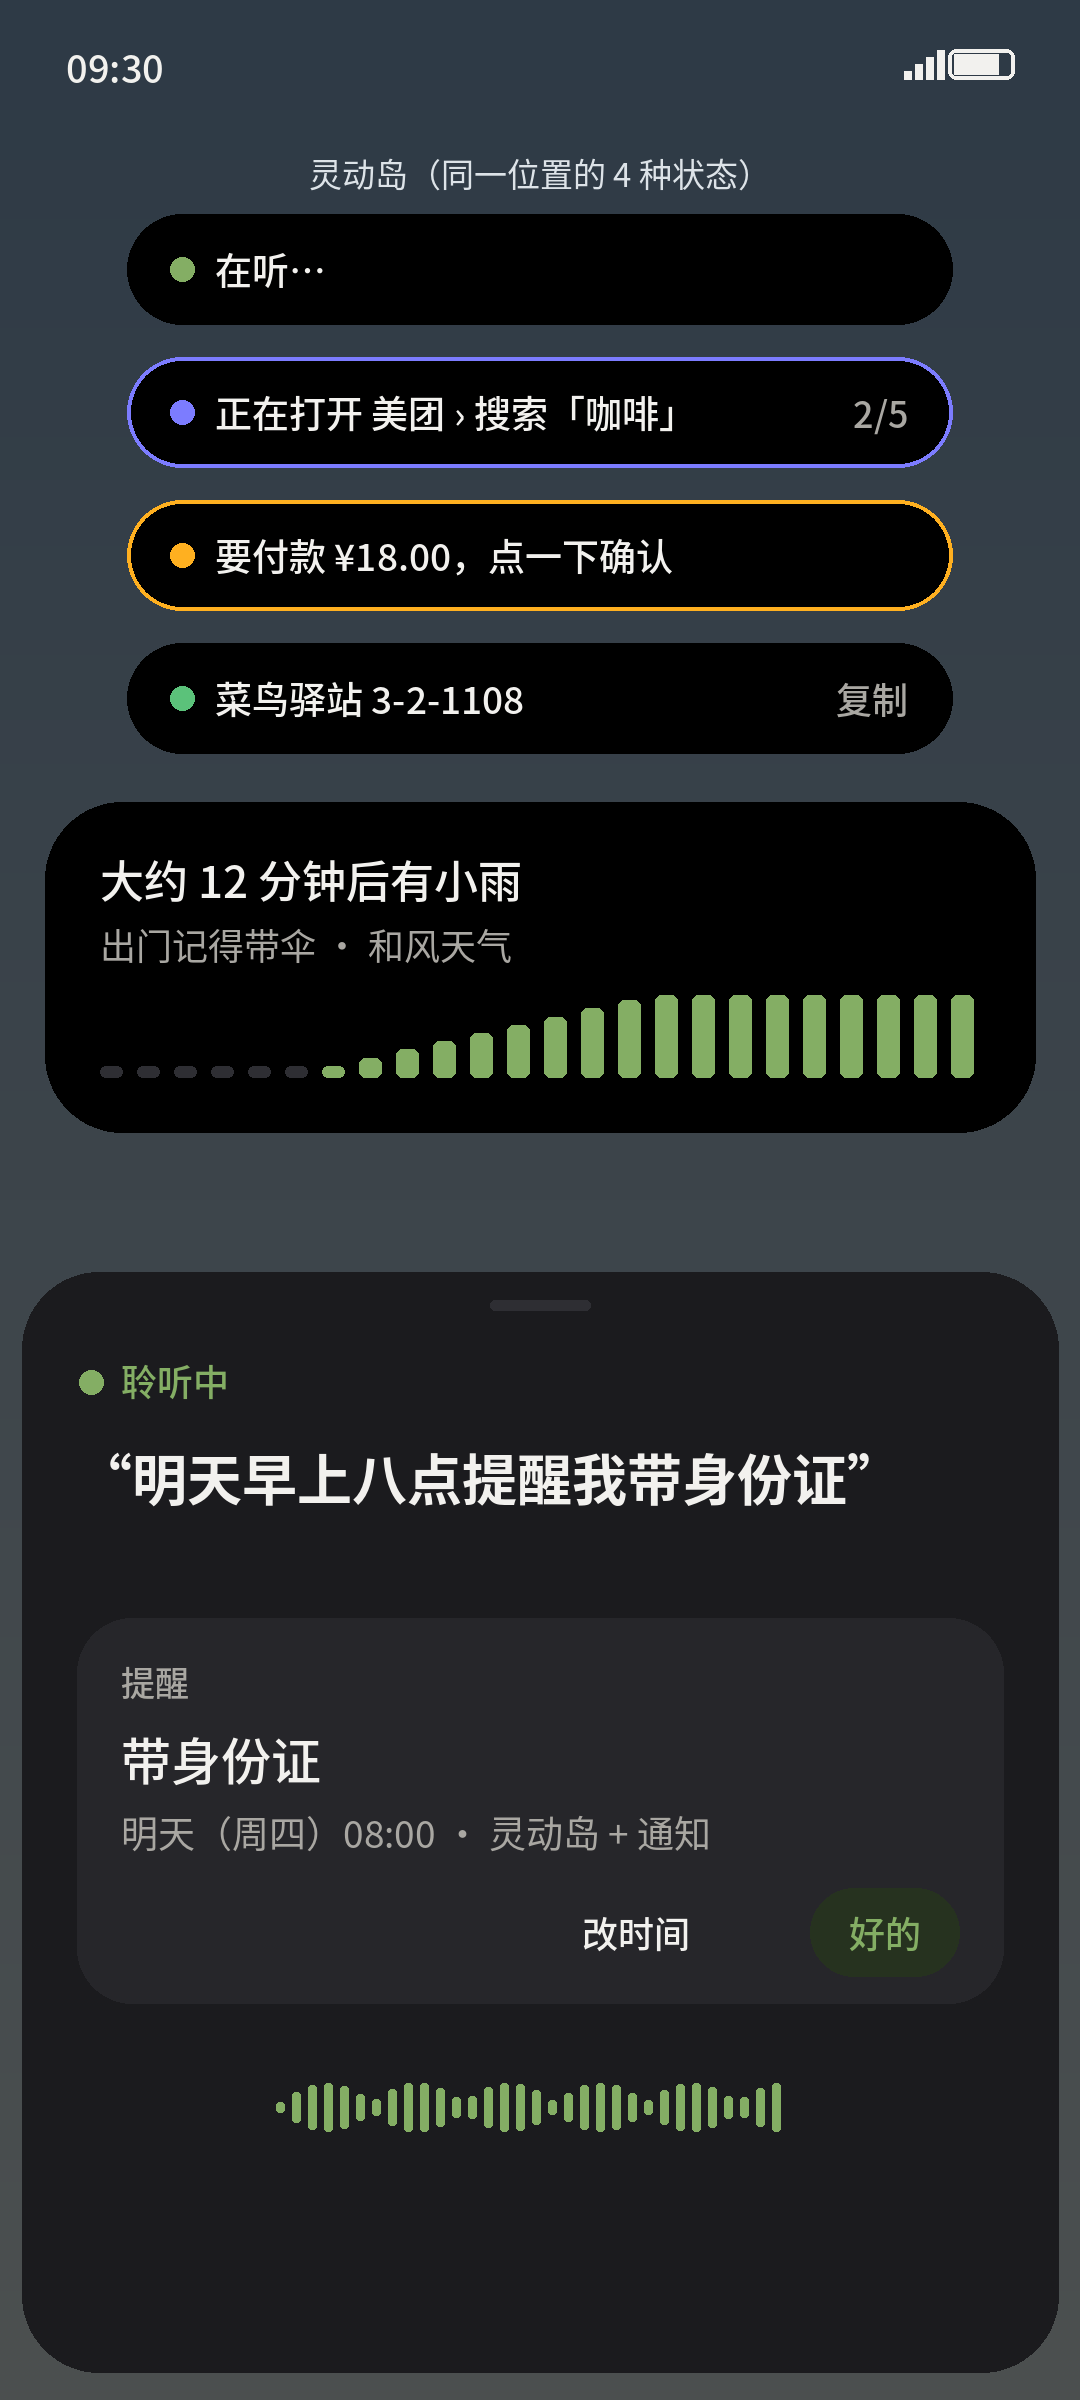 09:30
灵动岛（同一位置的 4 种状态）
在听…
正在打开 美团 › 搜索「咖啡」 2/5
要付款 ¥18.00，点一下确认
菜鸟驿站 3-2-1108 复制
大约 12 分钟后有小雨
出门记得带伞 · 和风天气
聆听中
“明天早上八点提醒我带身份证”
提醒
带身份证
明天（周四）08:00 · 灵动岛 + 通知
改时间 好的